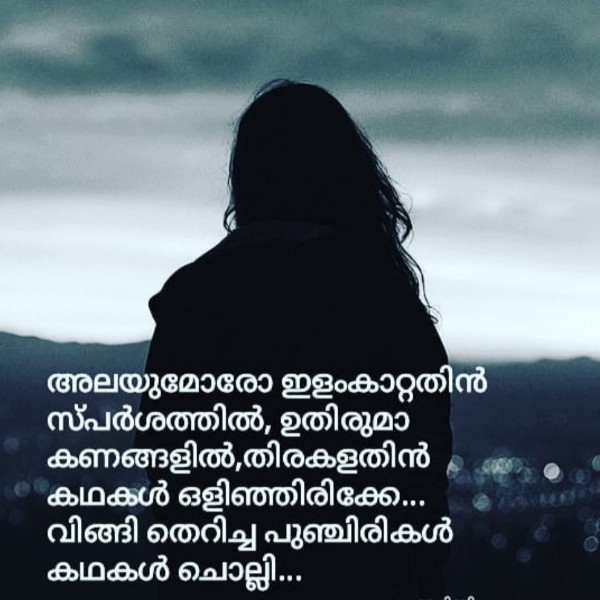 അലയുമോരോ ഇളംകാറ്റതിൻ
സ്പർശത്തിൽ, ഉതിരുമാ
കണങ്ങളിൽ,തിരകളതിൻ
കഥകൾ ഒളിഞ്ഞിരിക്കേ...
വിങ്ങി തെറിച്ച പുഞ്ചിരികൾ
കഥകൾ ചൊല്ലി...